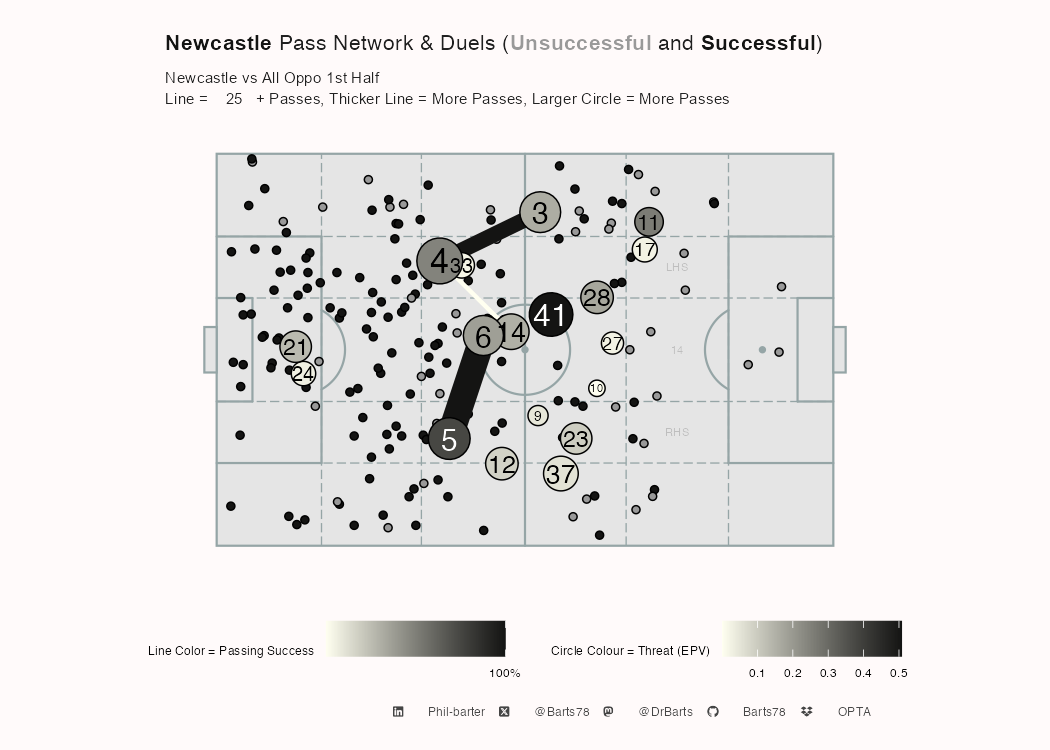 Newcastle Pass Network & Duels (Unsuccessful and Successful)
Newcastle vs All Oppo 1st Half
Line = 25 + Passes, Thicker Line = More Passes, Larger Circle = More Passes
3
11
17
4
33
LHS
28
41
6
14
21
27
14
24
10
9
5
23
RHS
12
37
Line Color = Passing Success
100%
Circle Colour = Threat (EPV)
0.1 0.2 0.3 0.4 0.5
Phil-barter @Barts78 @DrBarts Barts78 OPTA